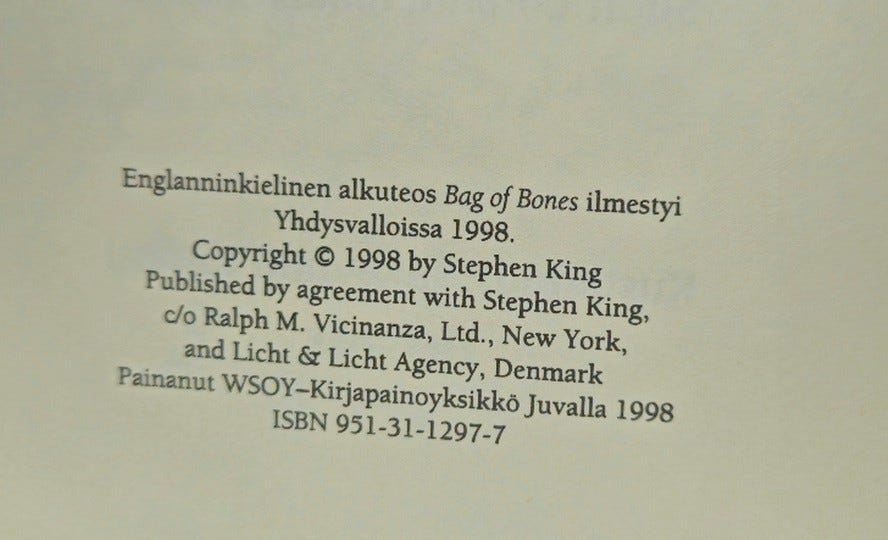 Englanninkielinen alkuteos Bag of Bones ilmestyi
Yhdysvalloissa 1998.
Copyright © 1998 by Stephen King
Published by agreement with Stephen King,
c/o Ralph M. Vicinanza, Ltd., New York,
and Licht & Licht Agency, Denmark
Painanut WSOY–Kirjapainoyksikkö Juvalla 1998
ISBN 951-31-1297-7